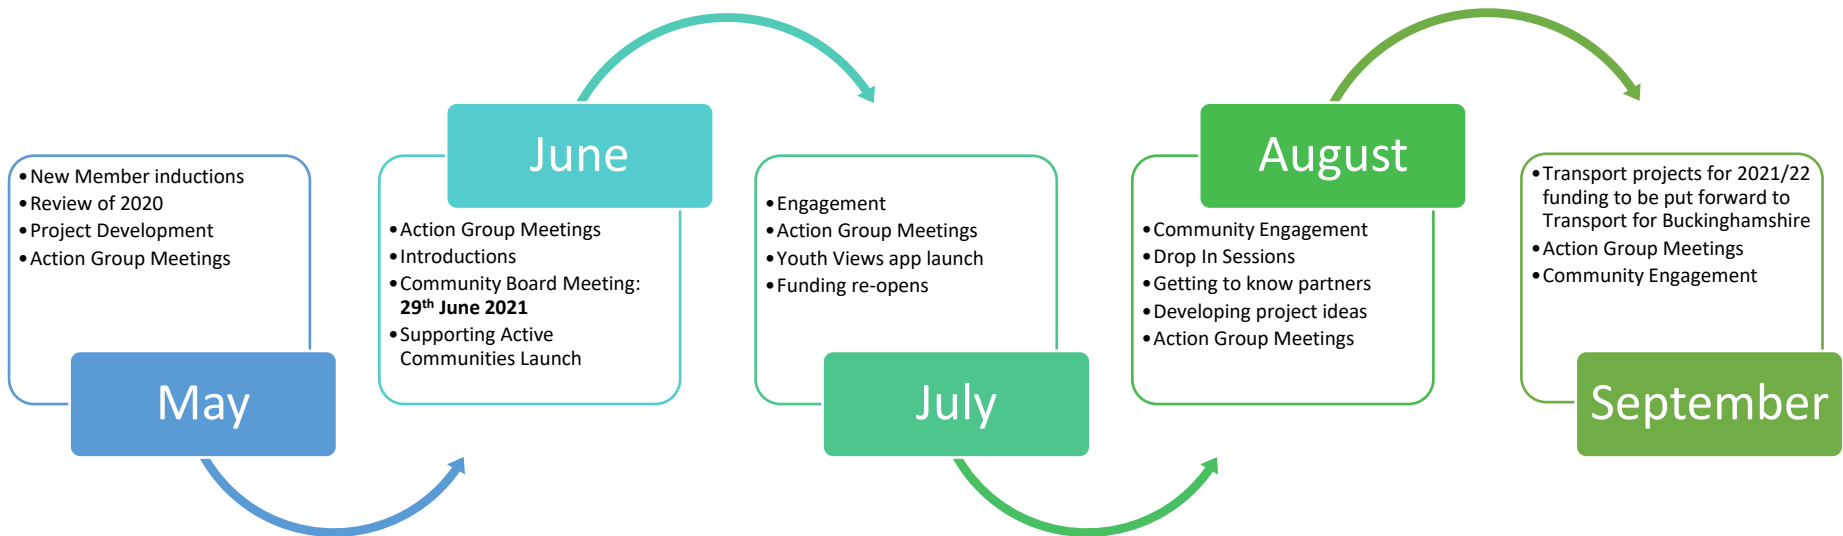 • New Member inductions
• Review of 2020
• Project Development
• Action Group Meetings
May
June
• Action Group Meetings
• Introductions
• Community Board Meeting:
29th June 2021
• Supporting Active
Communities Launch
• Engagement
• Action Group Meetings
• Youth Views app launch
• Funding re-opens
July
August
• Community Engagement
• Drop In Sessions
• Getting to know partners
• Developing project ideas
• Action Group Meetings
• Transport projects for 2021/22
funding to be put forward to
Transport for Buckinghamshire
• Action Group Meetings
• Community Engagement
September